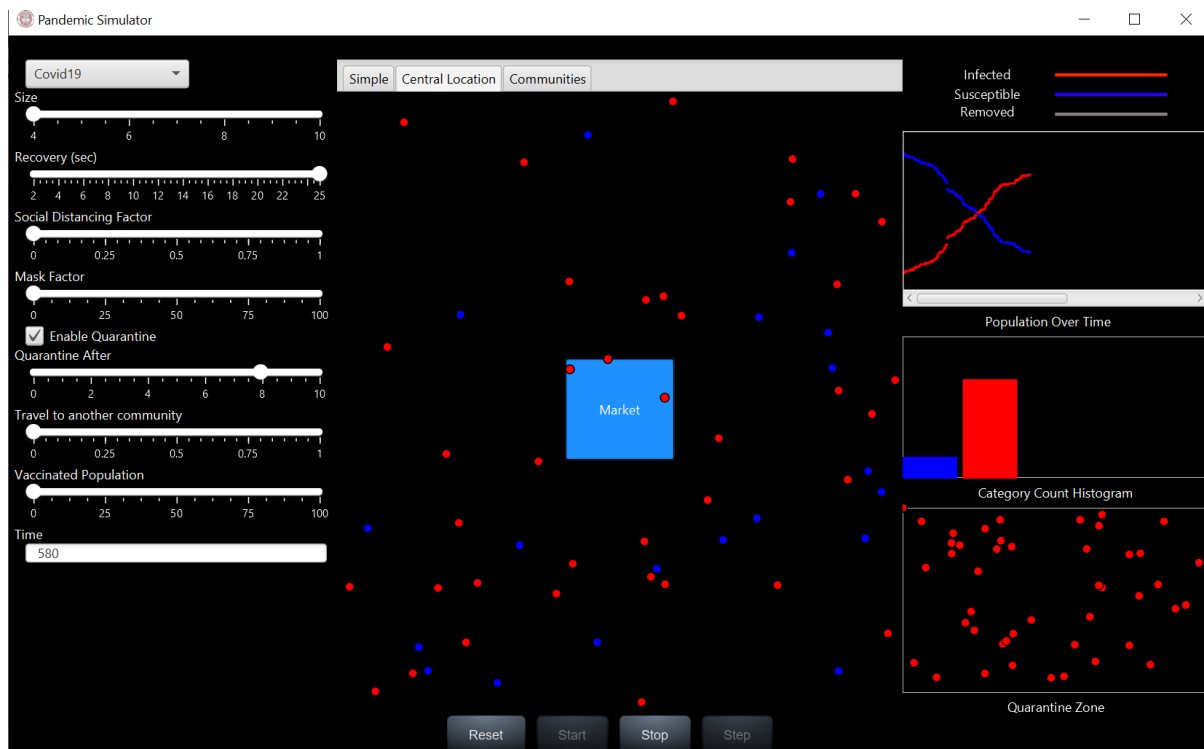 Pandemic Simulator
Covid19
Size
4 6 8 10
Recovery (sec)
2 4 6 8 10 12 14 16 18 20 22 25
Social Distancing Factor
0 0.25 0.5 0.75 1
Mask Factor
0 25 50 75 100
Enable Quarantine
Quarantine After
0 2 4 6 8 10
Travel to another community
0 0.25 0.5 0.75 1
Vaccinated Population
0 25 50 75 100
Time
580
Simple Central Location Communities
Market
Reset Start Stop Step
Infected
Susceptible
Removed
Population Over Time
Category Count Histogram
Quarantine Zone